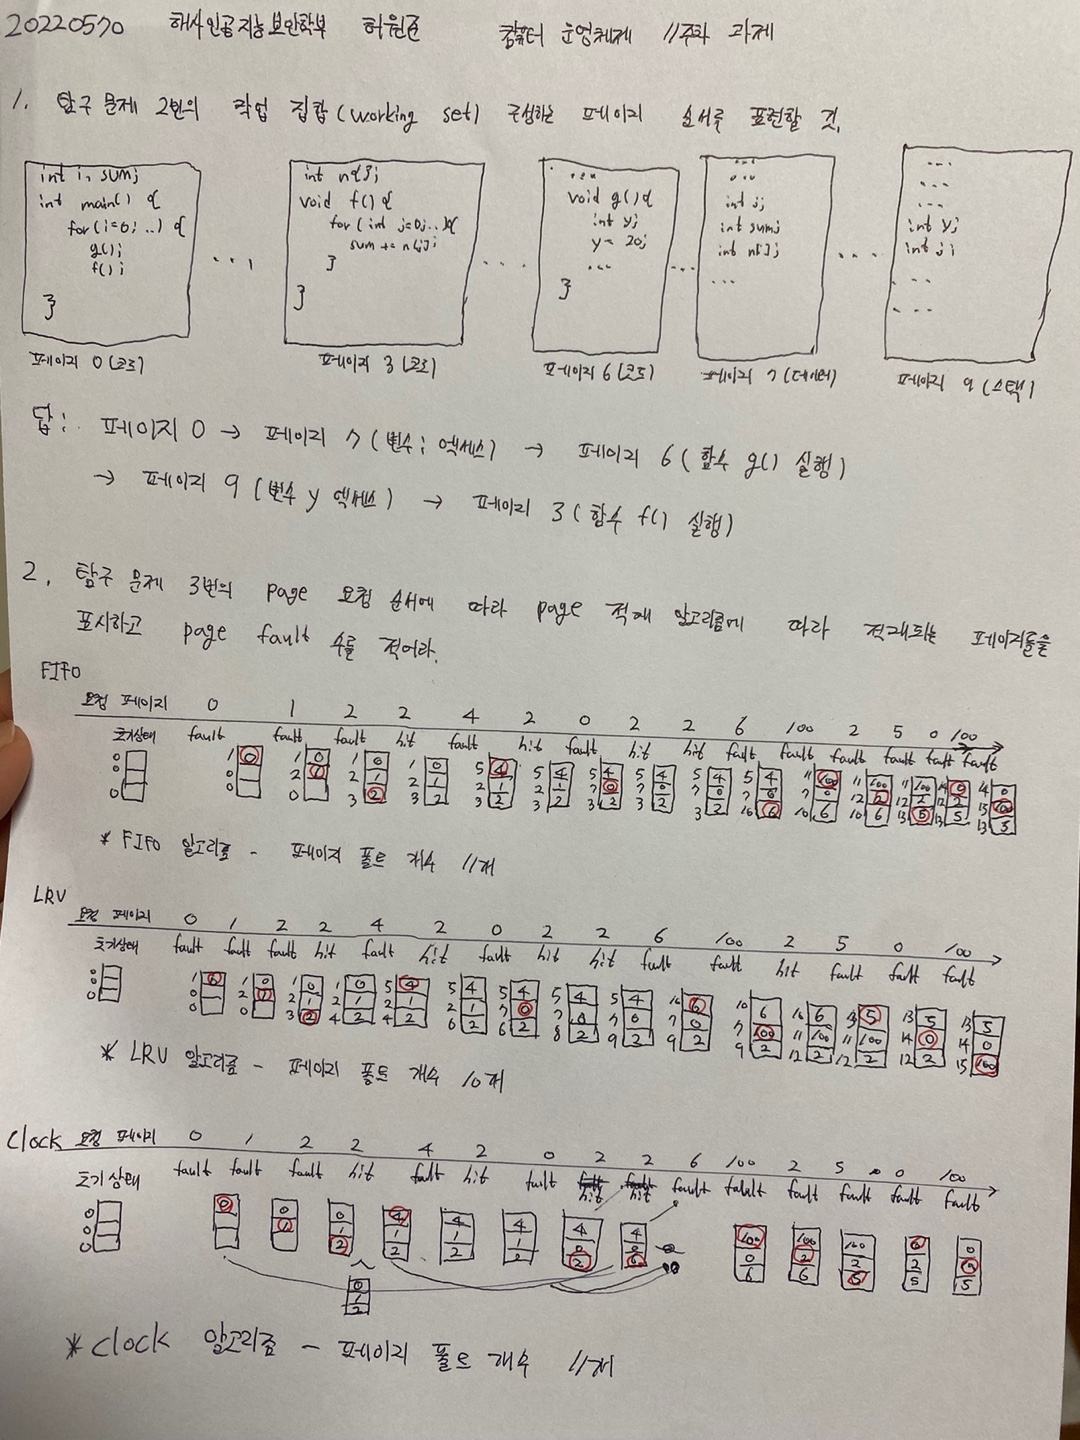 20220570 해사인공지능보안학부 허원준 컴퓨터 운영체제 11주차 과제
1. 탐구 문제 2번의 작업 집합(working set) 구성하는 페이지 순서를 표현할 것.
int i, sum;
int main() {
for(i=0; ..) {
g();
f();
}
...
int n[];
void f() {
for (int j=0; ..){
sum += n[j];
}
}
...
...
void g() {
int y;
y = 20;
...
}
...
...
...
int i;
int sum;
int n[];
...
...
...
...
...
int y;
int j;
...
...
페이지 0 (코드) 페이지 3 (코드) 페이지 6 (코드) 페이지 7 (데이터) 페이지 9 (스택)
답: 페이지 0 → 페이지 7 (변수 i 엑세스) → 페이지 6 (함수 g() 실행)
→ 페이지 9 (변수 y 엑세스) → 페이지 3 (함수 f() 실행)
2. 탐구 문제 3번의 page 요청 순서에 따라 page 적재 알고리즘에 따라 적재되는 페이지들을
표시하고 page fault 수를 적어라.
FIFO
요청 페이지 0 1 2 2 4 2 0 2 2 6 100 2 5 0 100
초기상태 fault fault fault hit fault hit fault hit hit fault fault fault fault fault fault
* FIFO 알고리즘 - 페이지 폴트 개수 11개
LRV
요청 페이지 0 1 2 2 4 2 0 2 2 6 100 2 5 0 100
초기상태 fault fault fault hit fault hit fault hit hit fault fault hit fault fault fault
* LRV 알고리즘 - 페이지 폴트 개수 10개
Clock 요청 페이지 0 1 2 2 4 2 0 2 2 6 100 2 5 0 100
초기상태 fault fault fault hit fault hit fault hit hit fault fault fault fault fault
* Clock 알고리즘 - 페이지 폴트 개수 11개